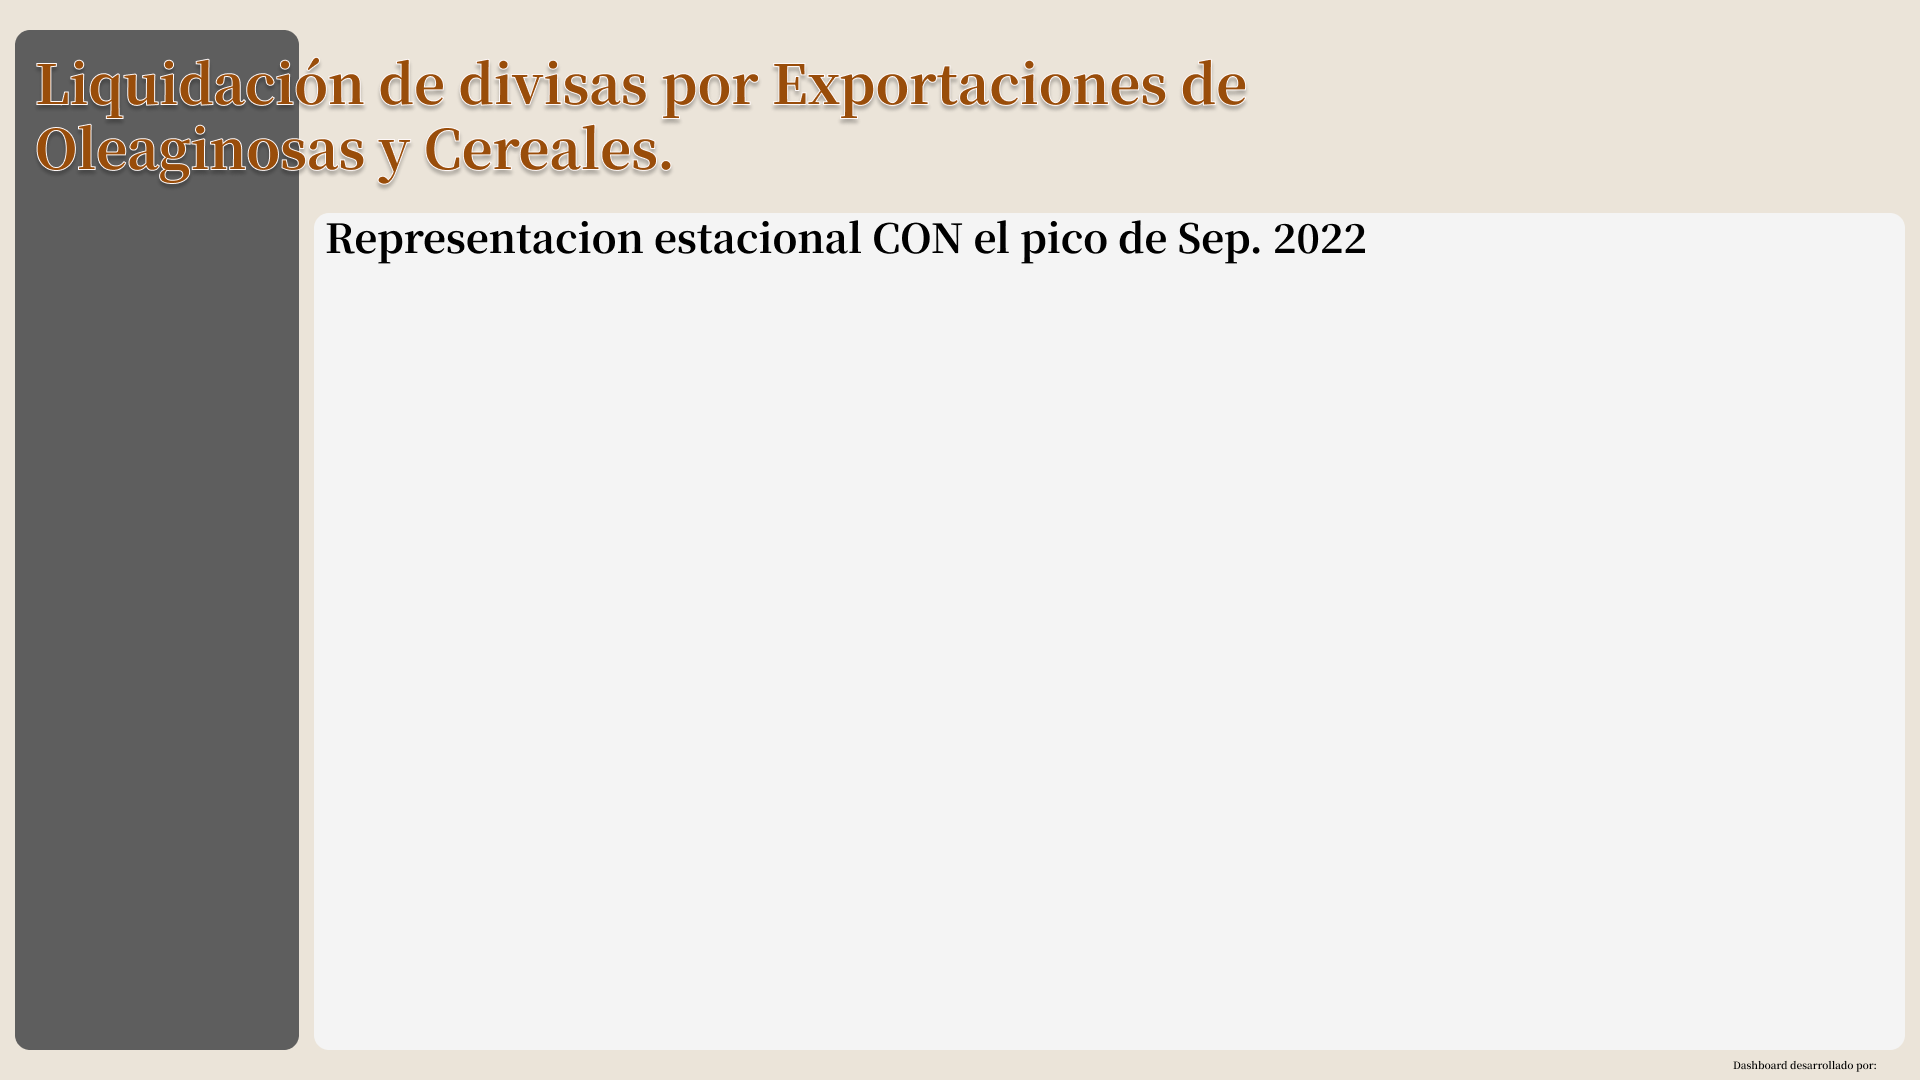 Liquidación de divisas por Exportaciones de
Oleaginosas y Cereales.
Representacion estacional CON el pico de Sep. 2022
Dashboard desarrollado por: